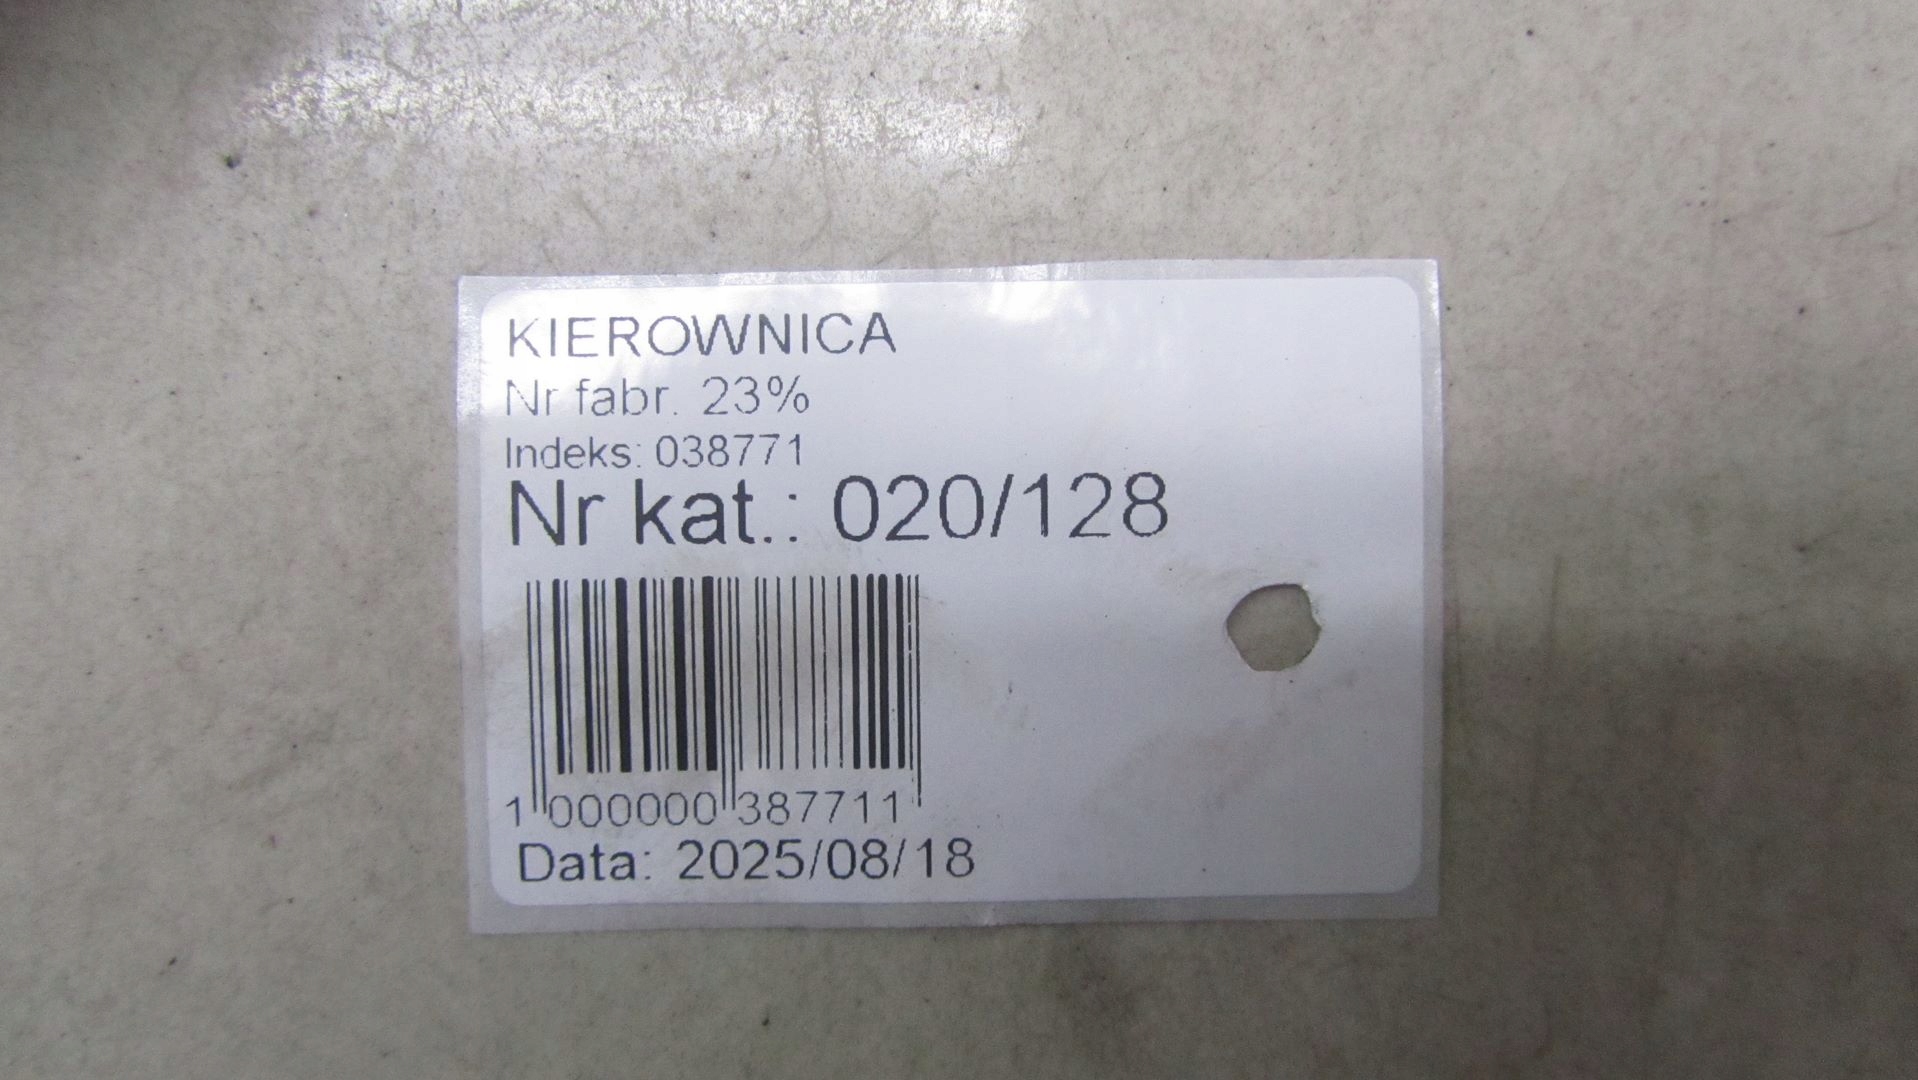 KIEROWNICA
Nr fabr. 23%
Indeks: 038771
Nr kat.: 020/128
1 000000 387711
Data: 2025/08/18